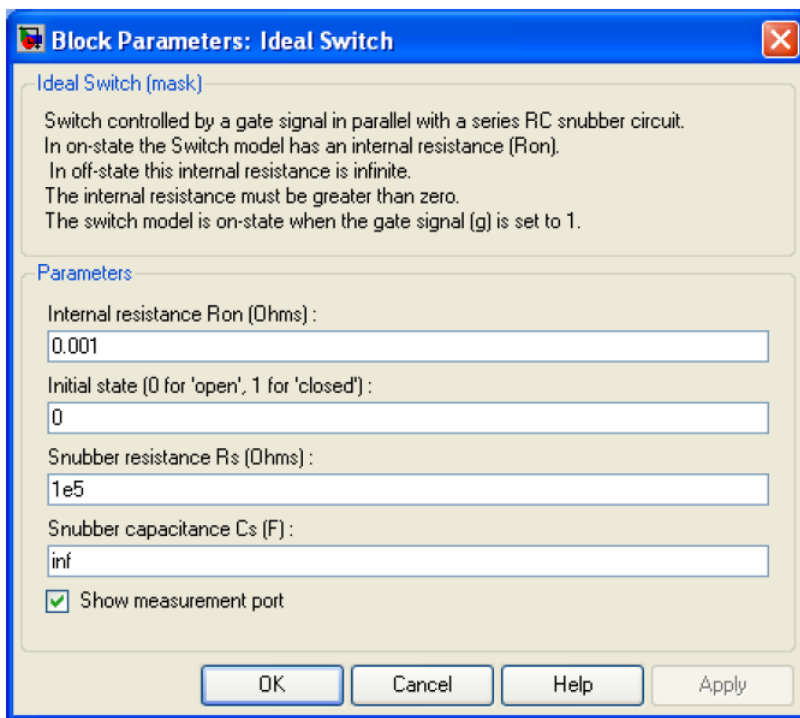 Block Parameters: Ideal Switch
Ideal Switch (mask)
Switch controlled by a gate signal in parallel with a series RC snubber circuit.
In on-state the Switch model has an internal resistance (Ron).
In off-state this internal resistance is infinite.
The internal resistance must be greater than zero.
The switch model is on-state when the gate signal (g) is set to 1.
Parameters
Internal resistance Ron (Ohms) :
0.001
Initial state (0 for 'open', 1 for 'closed') :
0
Snubber resistance Rs (Ohms) :
1e5
Snubber capacitance Cs (F) :
inf
Show measurement port
OK Cancel Help Apply